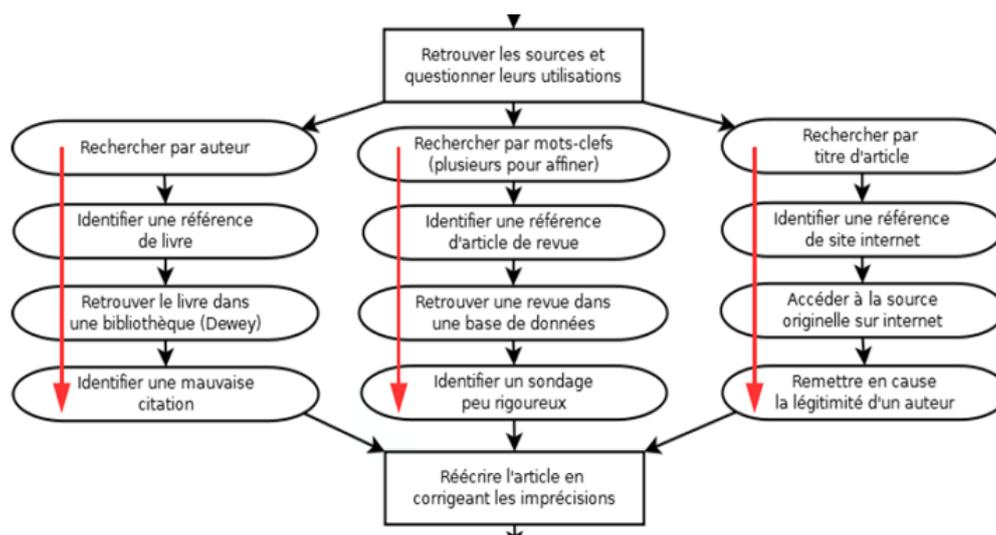 Retrouver les sources et
questionner leurs utilisations
Rechercher par auteur
Identifier une référence
de livre
Retrouver le livre dans
une bibliothèque (Dewey)
Identifier une mauvaise
citation
Rechercher par mots-clefs
(plusieurs pour affiner)
Identifier une référence
d'article de revue
Retrouver une revue dans
une base de données
Identifier un sondage
peu rigoureux
Rechercher par
titre d'article
Identifier une référence
de site internet
Accéder à la source
originelle sur internet
Remettre en cause
la légitimité d'un auteur
Réécrire l'article en
corrigeant les imprécisions